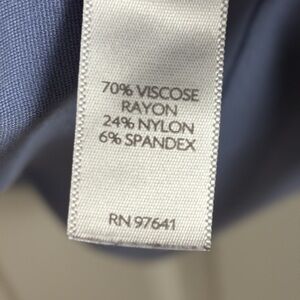 70% VISCOSE
RAYON
24% NYLON
6% SPANDEX
RN 97641